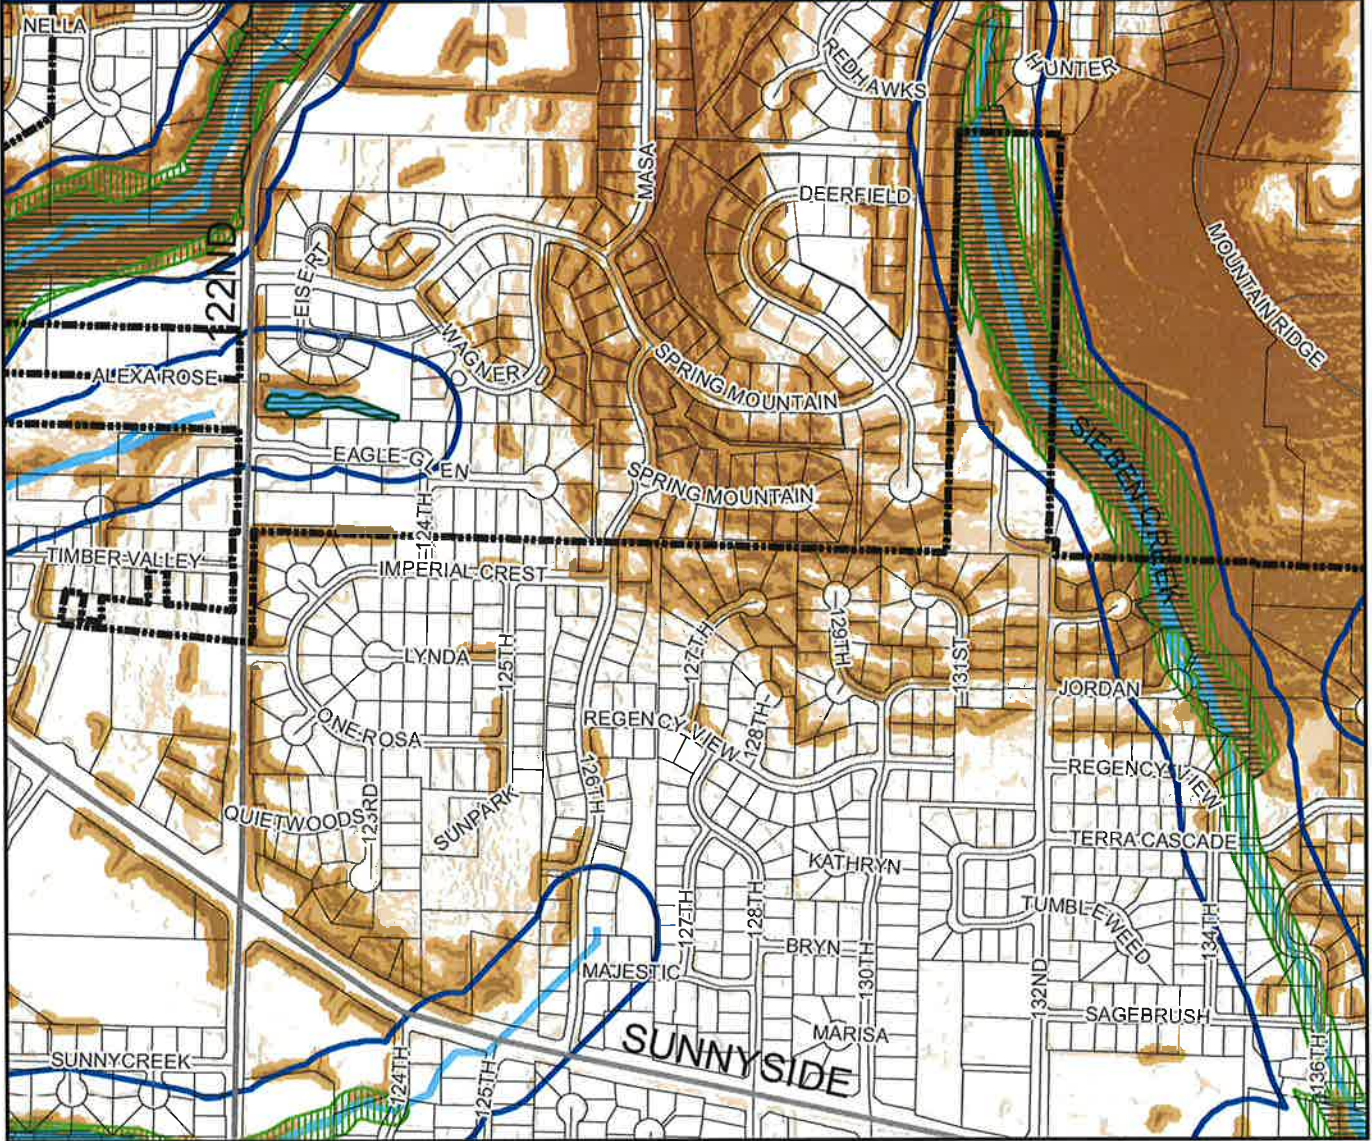 NELLA
REDHAWKS
HUNTER
MASA
DEERFIELD
122ND
FEISERT
MOUNTAIN RIDGE
WAGNER
ALEXA ROSE
SPRING MOUNTAIN
SIEBEN CREEK
EAGLE GLEN
SPRING MOUNTAIN
124TH
TIMBER VALLEY
IMPERIAL CREST
127TH
129TH
131ST
LYNDA
125TH
JORDAN
ONE ROSA
REGENCY VIEW
128TH
126TH
REGENCY VIEW
QUIETWOODS
123RD
SUNPARK
TERRA CASCADE
KATHRYN
TUMBLEWEED
127TH
128TH
BRYN
130TH
134TH
MAJESTIC
132ND
SAGEBRUSH
MARISA
SUNNYSIDE
SUNNYCREEK
124TH
125TH
136TH